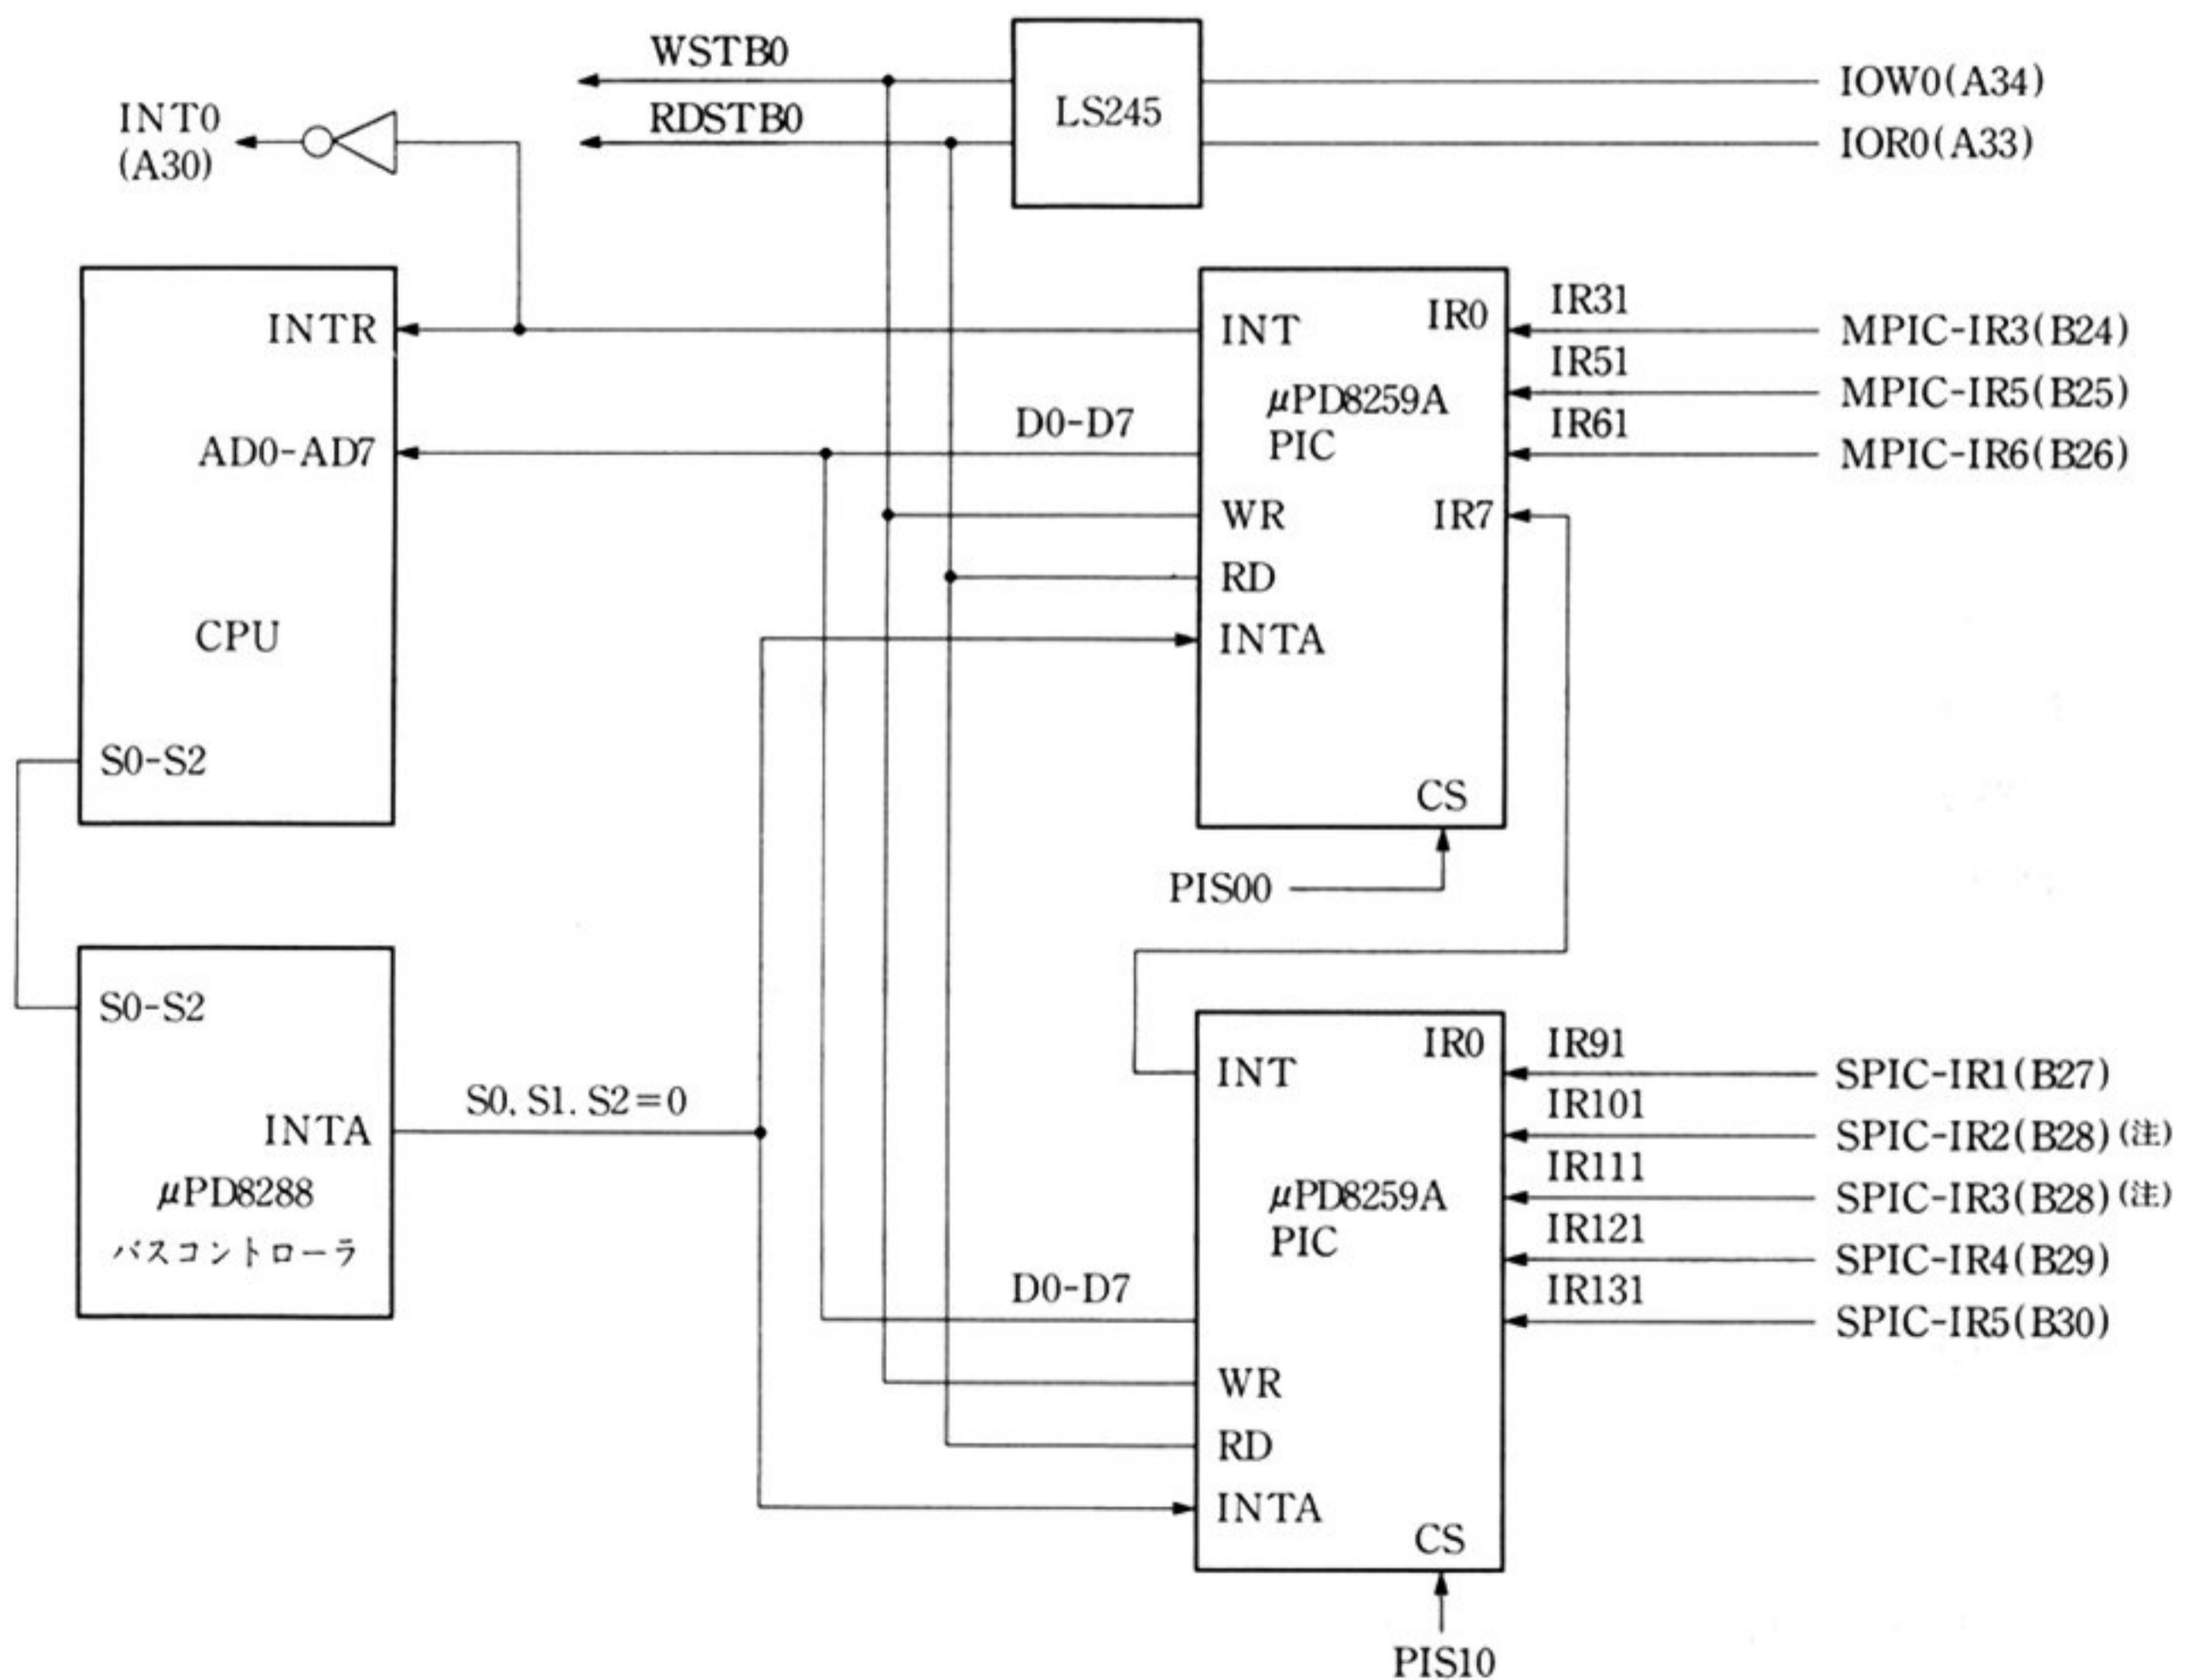 WSTB0
RDSTB0
LS245
IOW0(A34)
IOR0(A33)
INT0
(A30)
INTR
AD0-AD7
CPU
S0-S2
D0-D7
INT
IR0
μPD8259A
PIC
WR
IR7
RD
INTA
CS
PIS00
IR31
MPIC-IR3(B24)
IR51
MPIC-IR5(B25)
IR61
MPIC-IR6(B26)
S0-S2
INTA
μPD8288
バスコントローラ
S0. S1. S2=0
D0-D7
INT
IR0
μPD8259A
PIC
WR
RD
INTA
CS
PIS10
IR91
SPIC-IR1(B27)
IR101
SPIC-IR2(B28)(注)
IR111
SPIC-IR3(B28)(注)
IR121
SPIC-IR4(B29)
IR131
SPIC-IR5(B30)